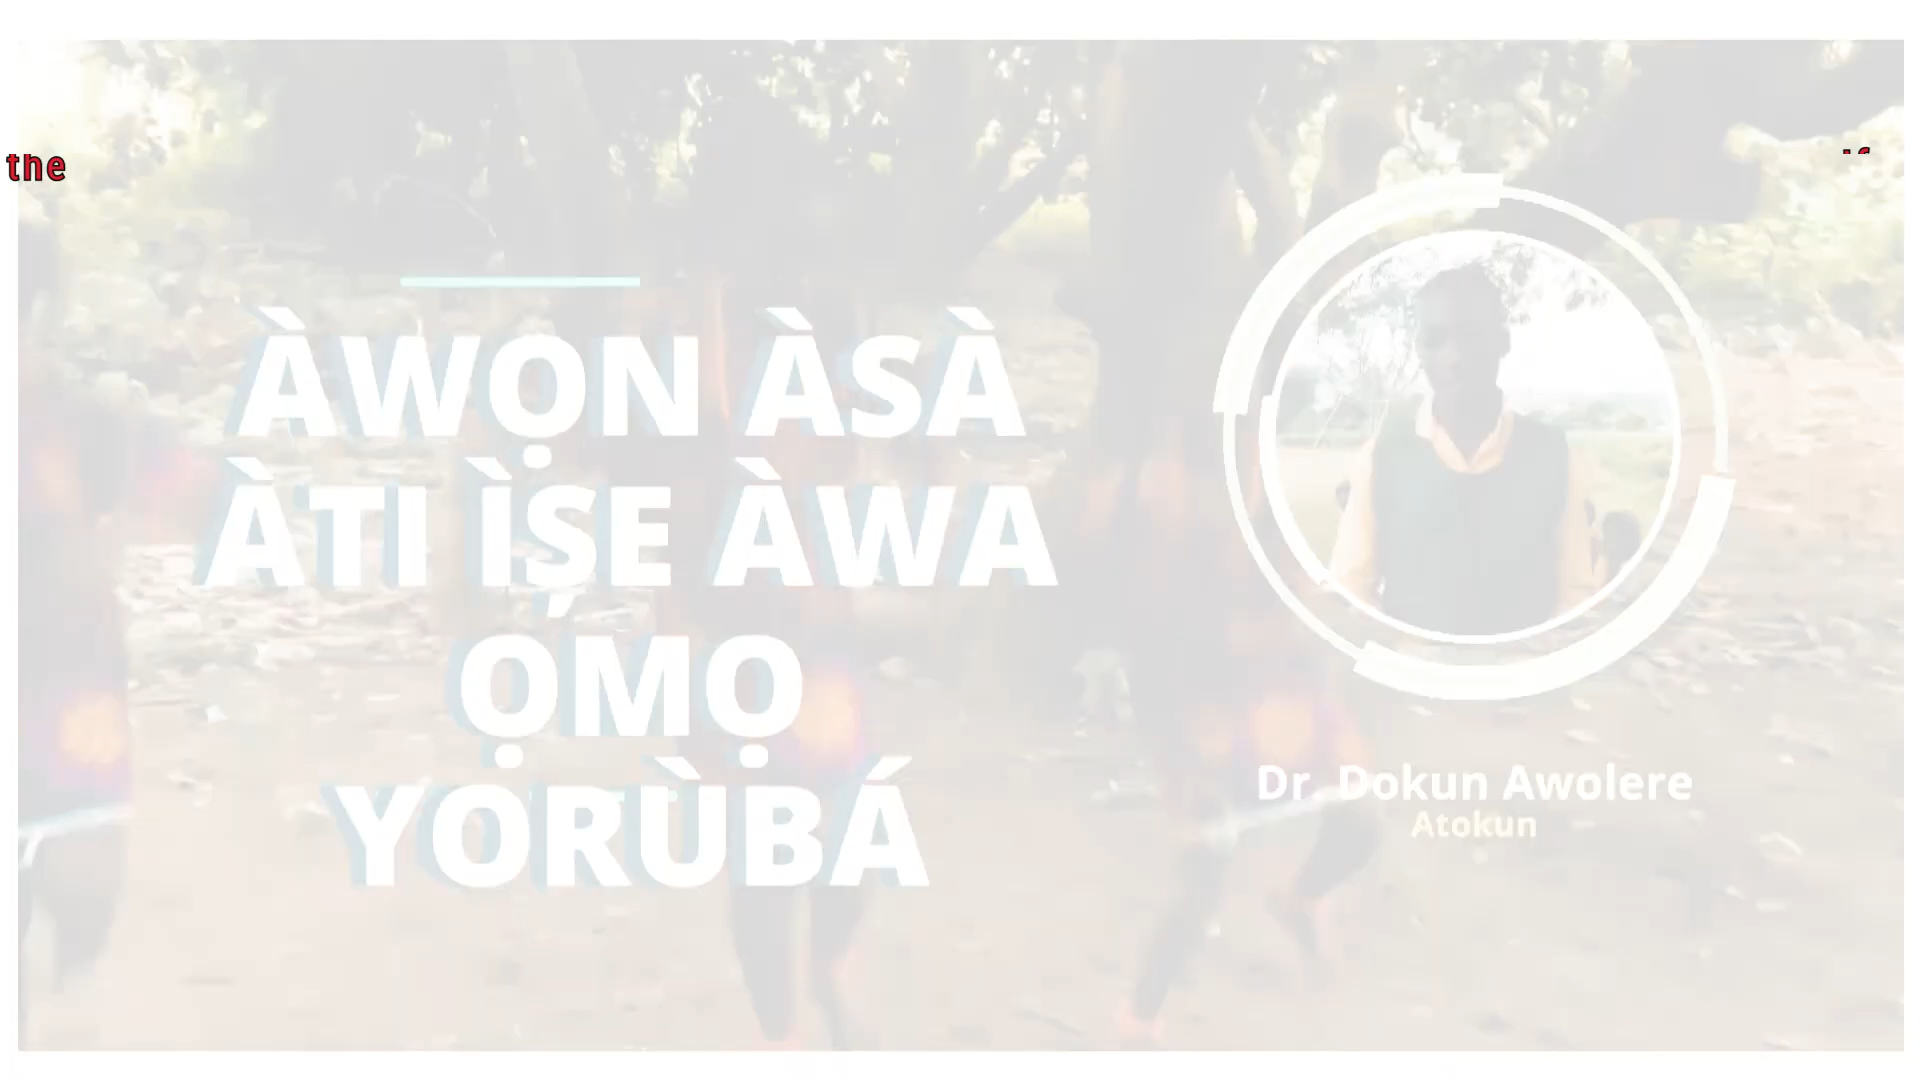 the
ÀWỌN ÀSÀ
ÀTI ÌṢE ÀWA
ỌMỌ
YORÙBÁ
Dr. Dokun Awolere
Atokun